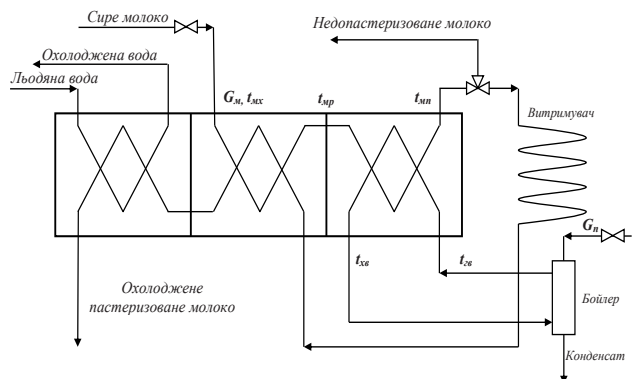 Сире молоко
Недопастеризоване молоко
Охолоджена вода
Льодяна вода
Gм, tмх
tмр
tмп
Витримувач
Gп
tхв
tгв
Охолоджене
пастеризоване молоко
Бойлер
Конденсат